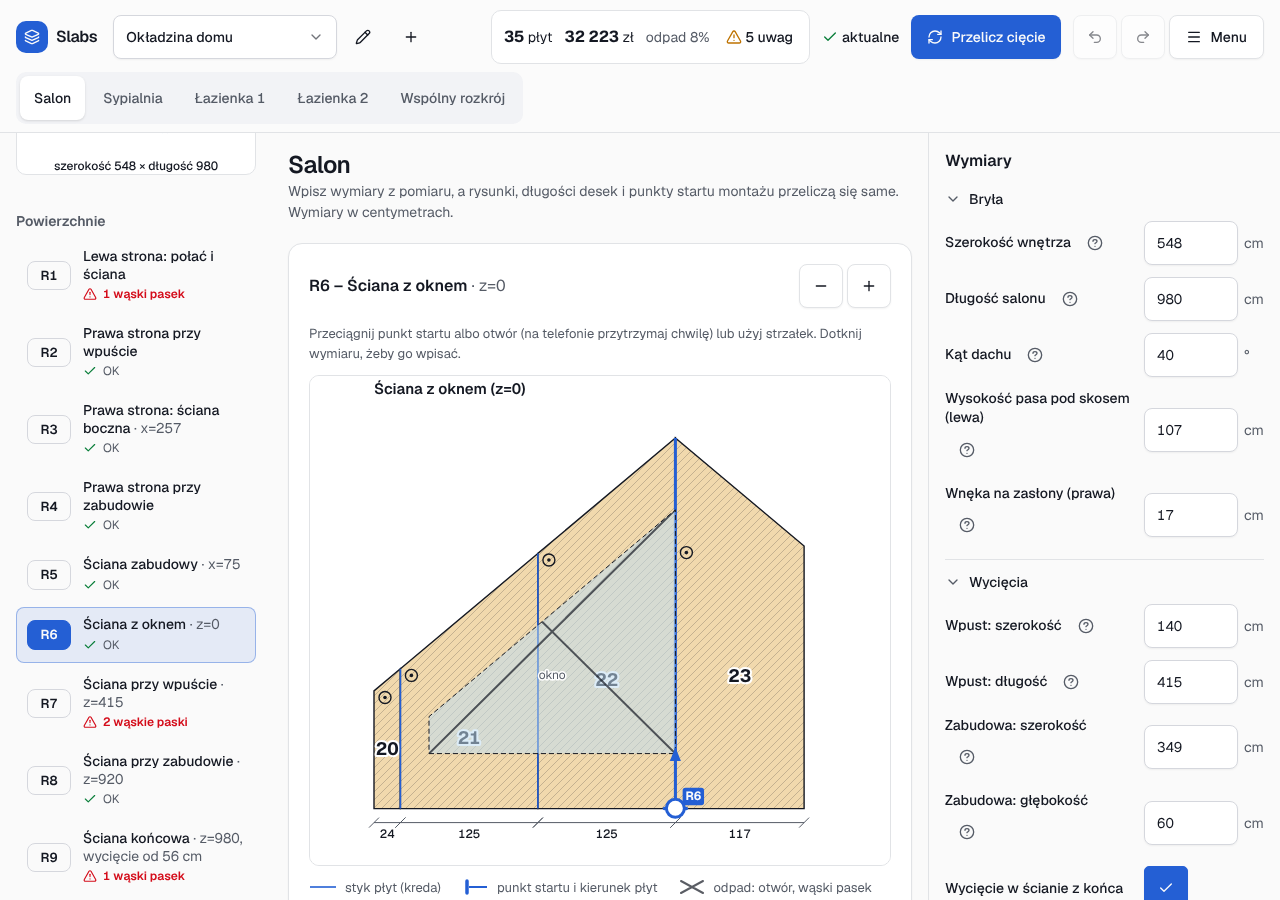 Slabs
Okładzina domu
35 płyt 32 223 zł odpad 8% 5 uwag
aktualne
Przelicz cięcie
Menu
Salon
Sypialnia
Łazienka 1
Łazienka 2
Wspólny rozkrój
szerokość 548 × długość 980
Powierzchnie
R1
Lewa strona: połać i
ściana
1 wąski pasek
R2
Prawa strona przy
wpuście
OK
R3
Prawa strona: ściana
boczna · x=257
OK
R4
Prawa strona przy
zabudowie
OK
R5
Ściana zabudowy · x=75
OK
R6
Ściana z oknem · z=0
OK
R7
Ściana przy wpuście ·
z=415
2 wąskie paski
R8
Ściana przy zabudowie ·
z=920
OK
R9
Ściana końcowa · z=980,
wycięcie od 56 cm
1 wąski pasek
Salon
Wpisz wymiary z pomiaru, a rysunki, długości desek i punkty startu montażu przeliczą się same.
Wymiary w centymetrach.
R6 – Ściana z oknem · z=0
Przeciągnij punkt startu albo otwór (na telefonie przytrzymaj chwilę) lub użyj strzałek. Dotknij
wymiaru, żeby go wpisać.
Ściana z oknem (z=0)
okno
22
23
21
20
R6
24
125
125
117
styk płyt (kreda)
punkt startu i kierunek płyt
odpad: otwór, wąski pasek
Wymiary
Bryła
Szerokość wnętrza
548 cm
Długość salonu
980 cm
Kąt dachu
40 °
Wysokość pasa pod skosem
(lewa)
107 cm
Wnęka na zasłony (prawa)
17 cm
Wycięcia
Wpust: szerokość
140 cm
Wpust: długość
415 cm
Zabudowa: szerokość
349 cm
Zabudowa: głębokość
60 cm
Wycięcie w ścianie z końca